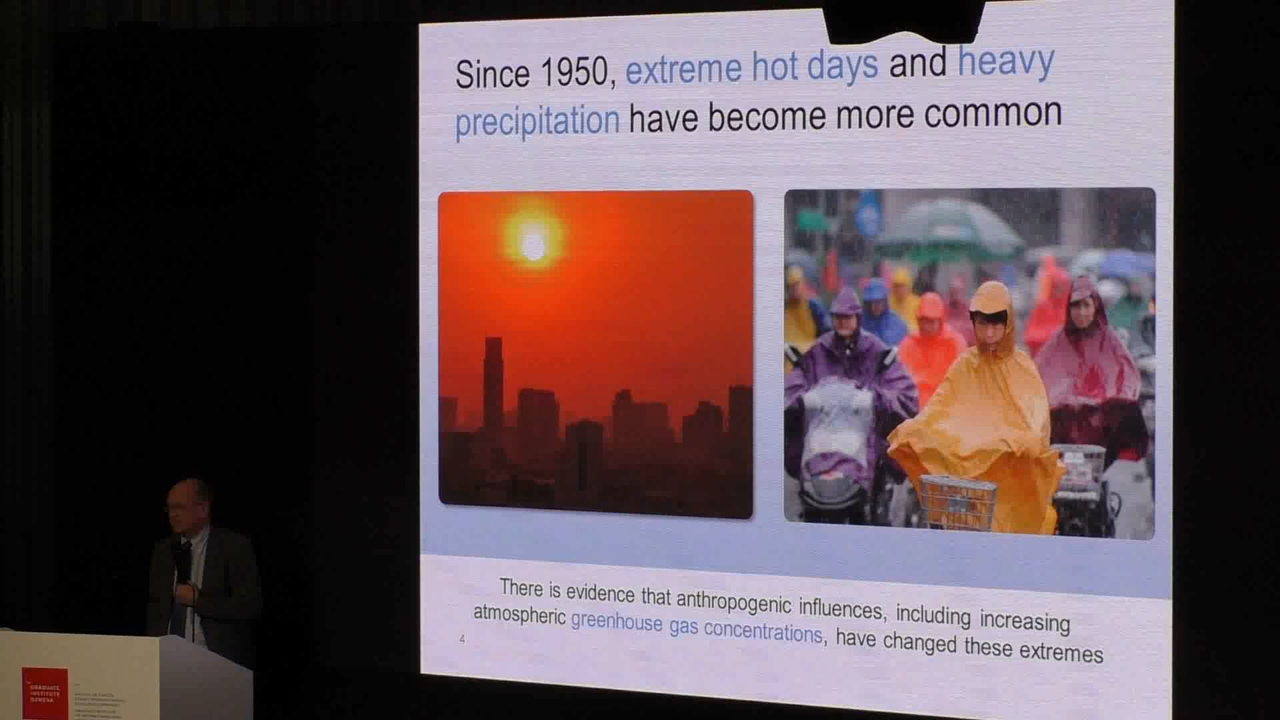 Since 1950, extreme hot days and heavy
precipitation have become more common
There is evidence that anthropogenic influences, including increasing
atmospheric greenhouse gas concentrations, have changed these extremes
4
GRADUATE
INSTITUTE
GENEVA